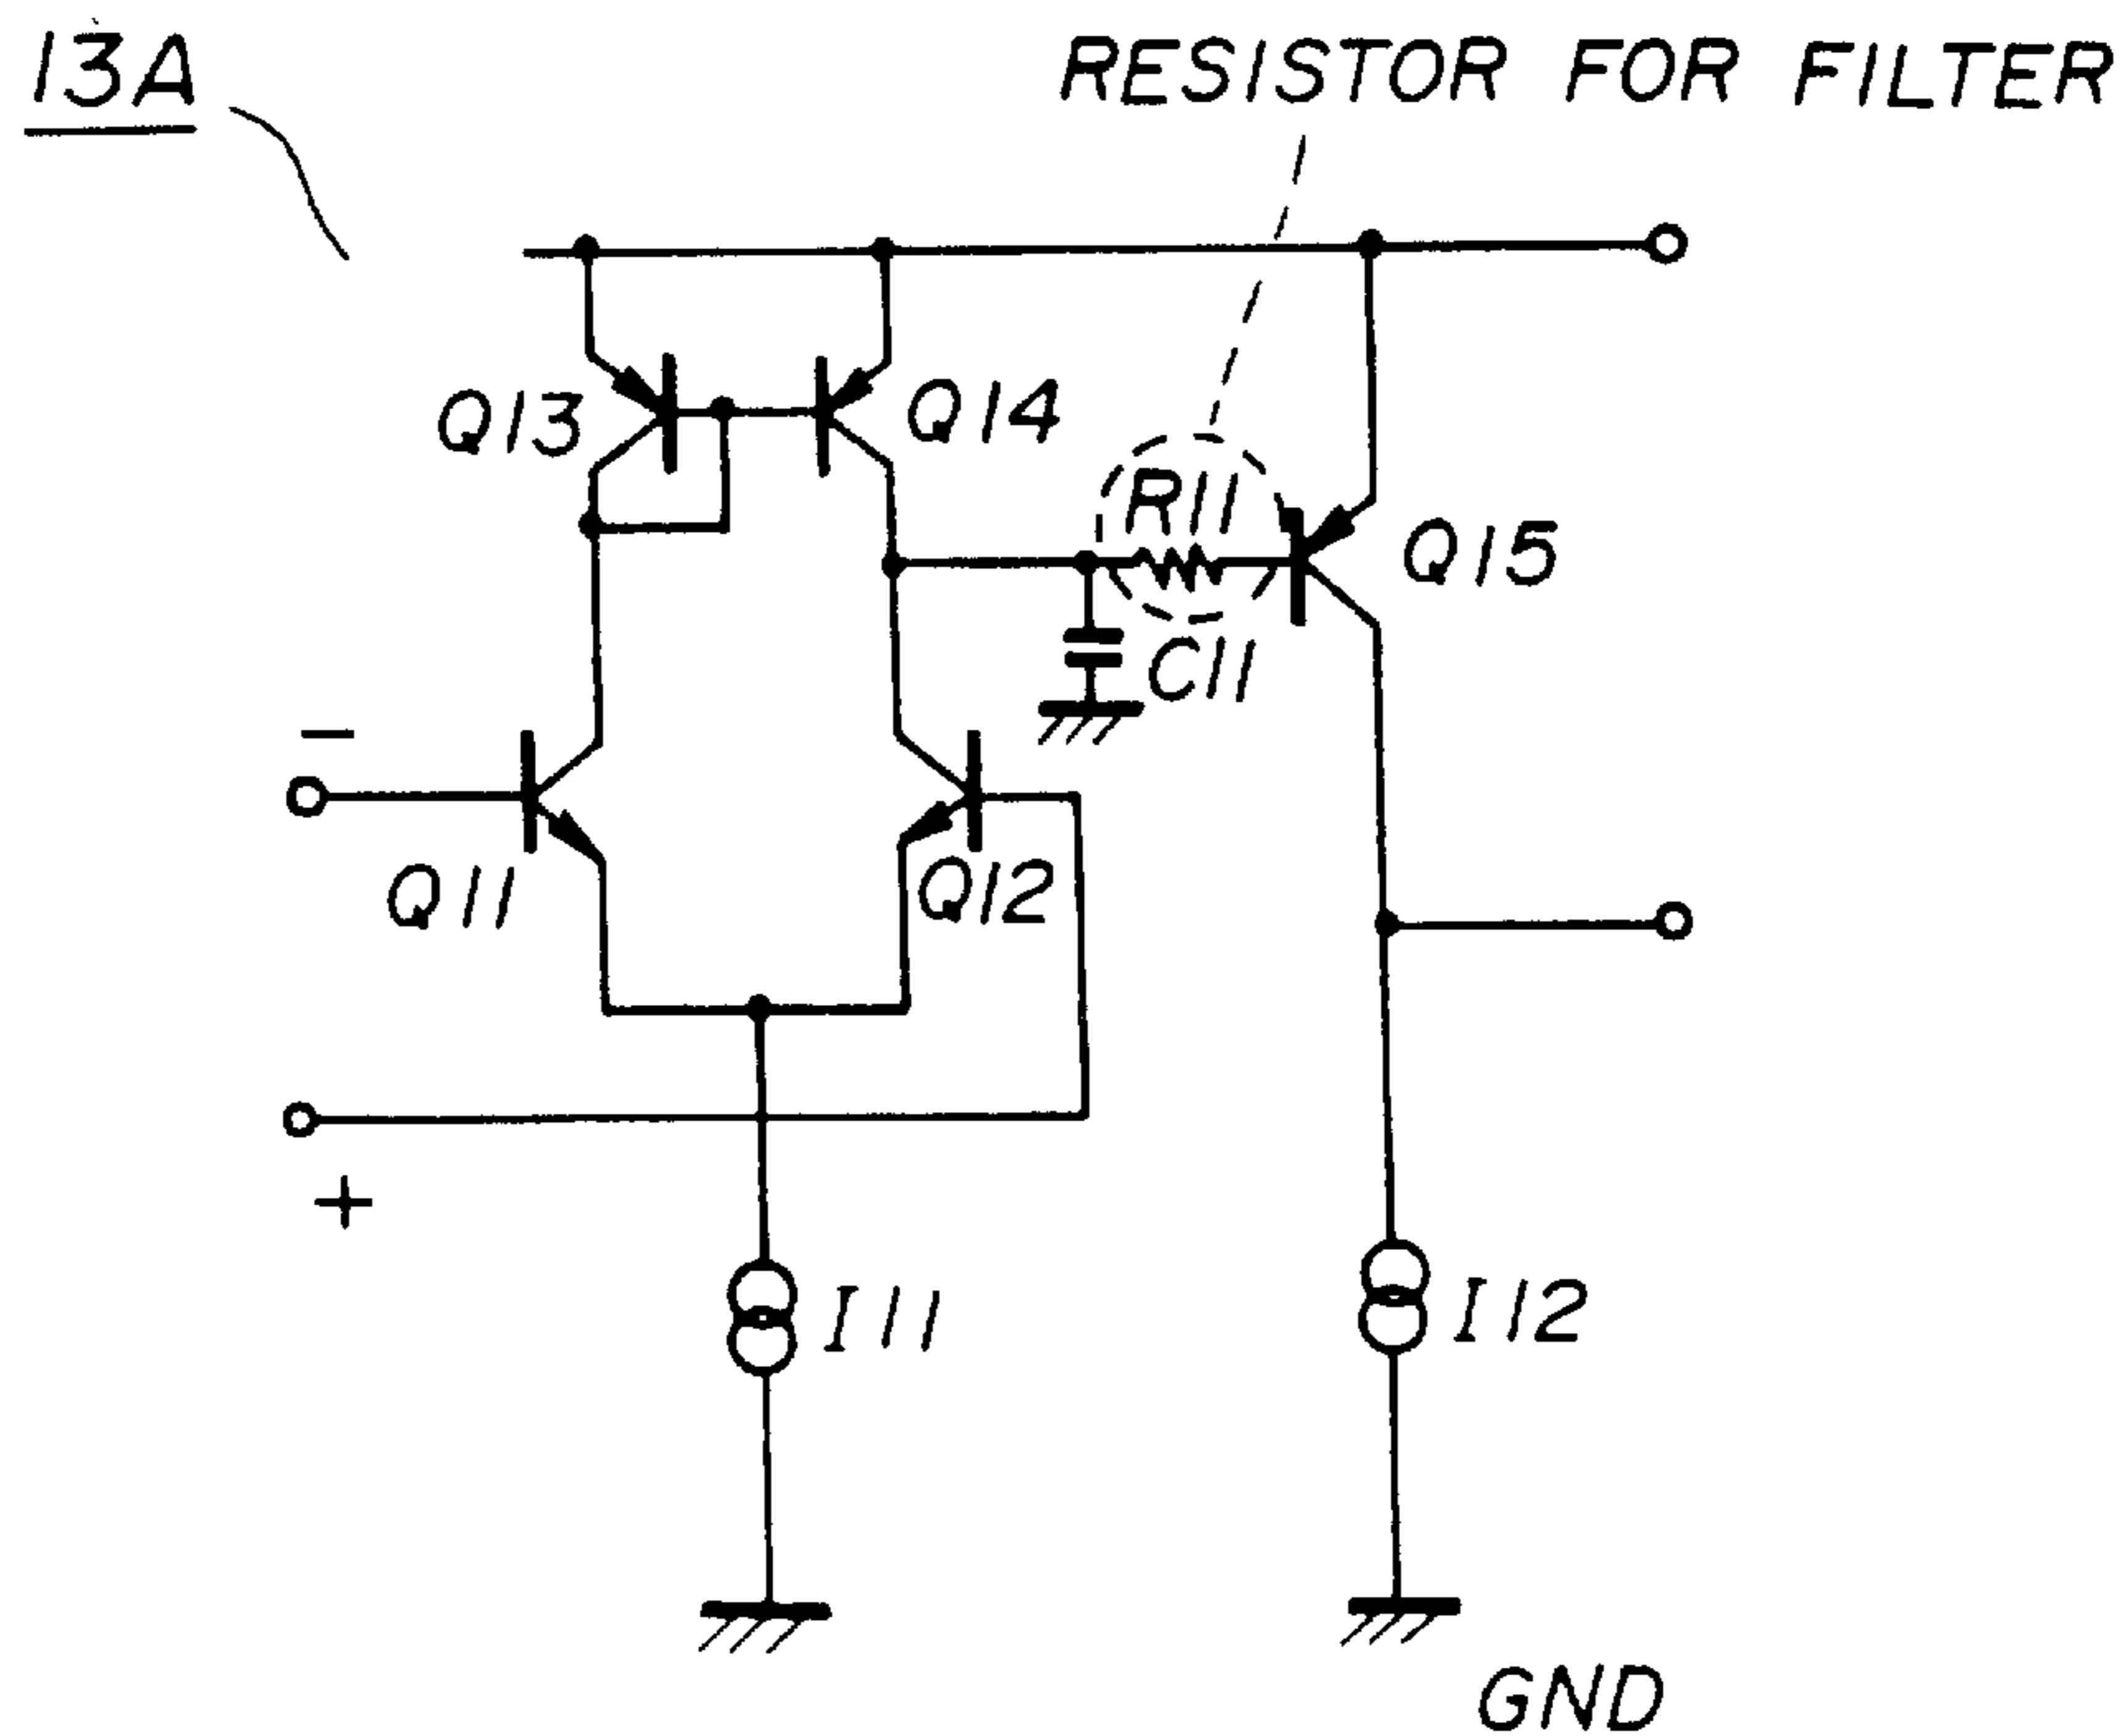 13A
RESISTOR FOR FILTER
Q13
Q14
R11
Q15
C11
−
Q11
Q12
+
I11
I12
GND